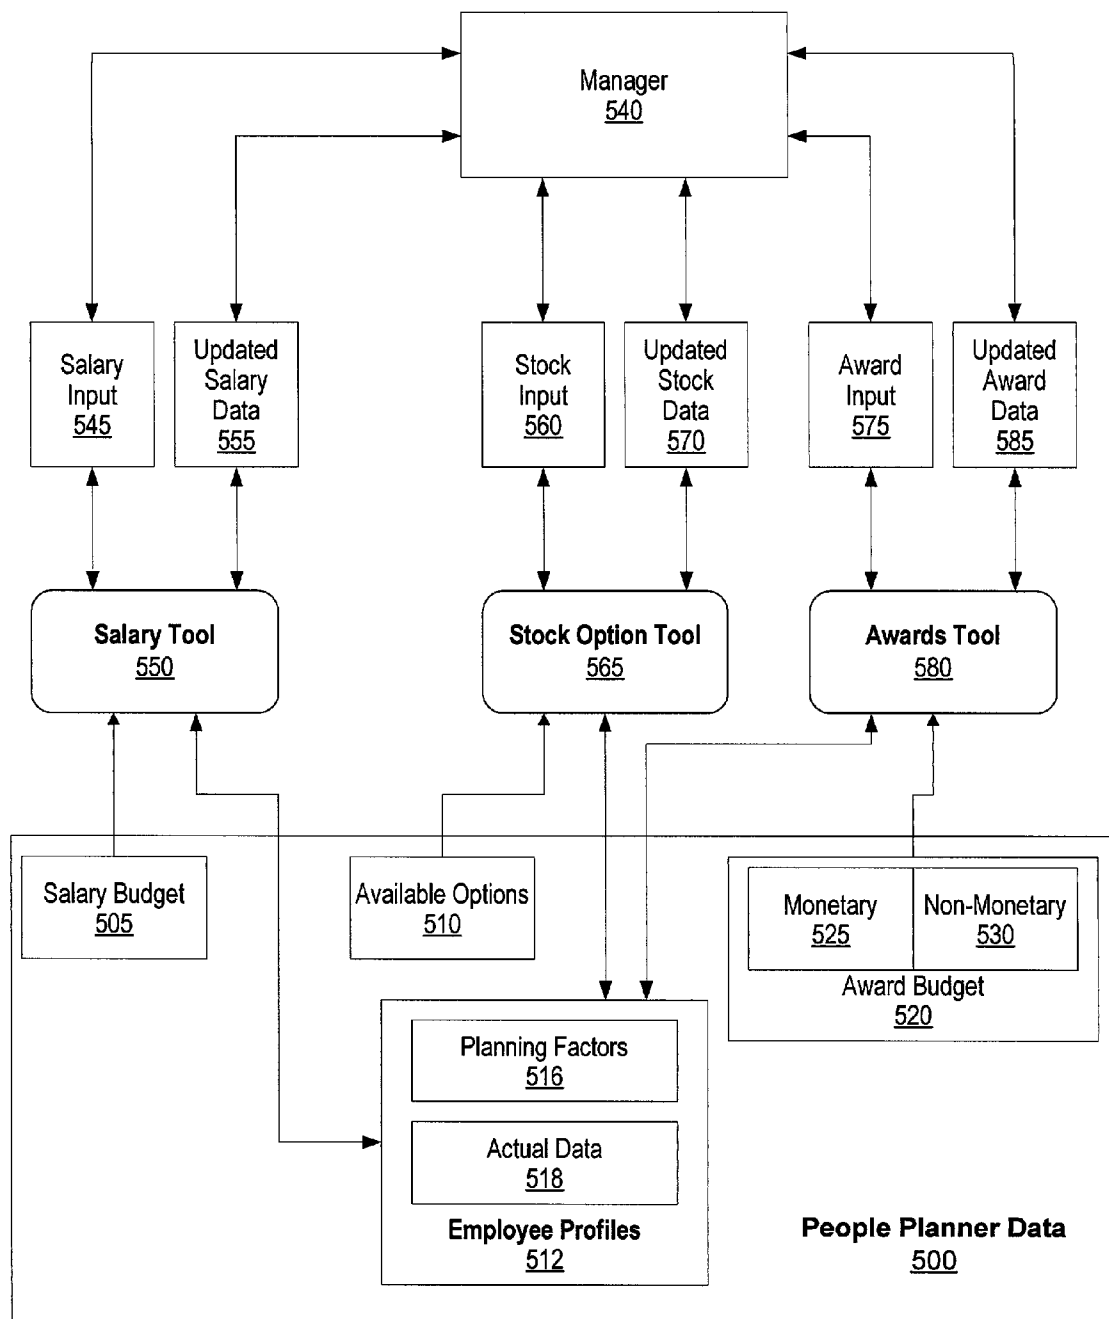 Manager
540
Salary
Input
545
Updated
Salary
Data
555
Stock
Input
560
Updated
Stock
Data
570
Award
Input
575
Updated
Award
Data
585
Salary Tool
550
Stock Option Tool
565
Awards Tool
580
Salary Budget
505
Available Options
510
Monetary
525
Non-Monetary
530
Award Budget
520
Planning Factors
516
Actual Data
518
Employee Profiles
512
People Planner Data
500